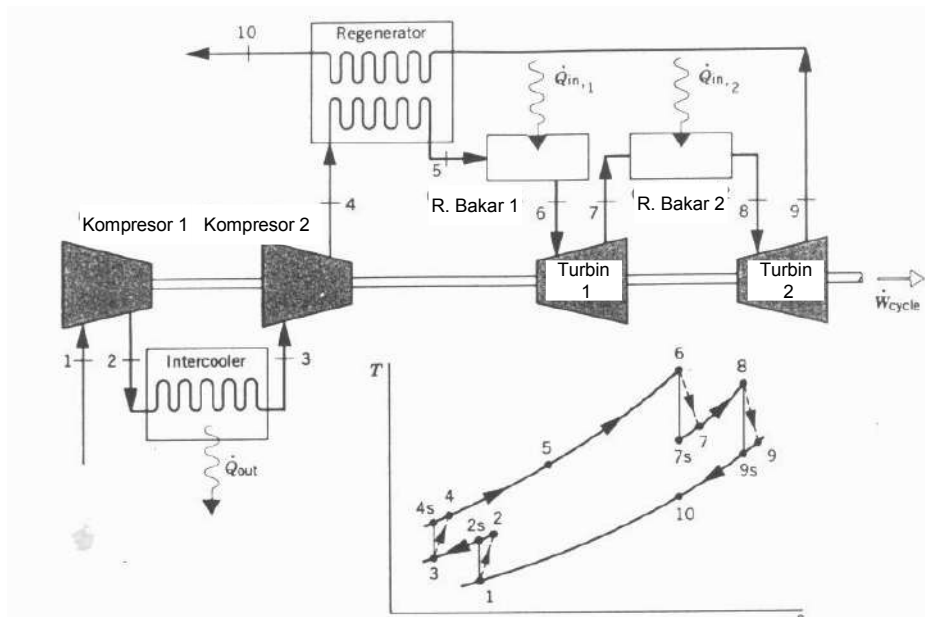 10
Regenerator
Q̇in,1
Q̇in,2
5
4
R. Bakar 1
6
7
R. Bakar 2
8
9
Kompresor 1
Kompresor 2
Turbin
1
Turbin
2
Ẇcycle
1
2
Intercooler
3
Q̇out
T
6
8
7s
7
9s
9
5
10
4s
4
2s
2
3
1